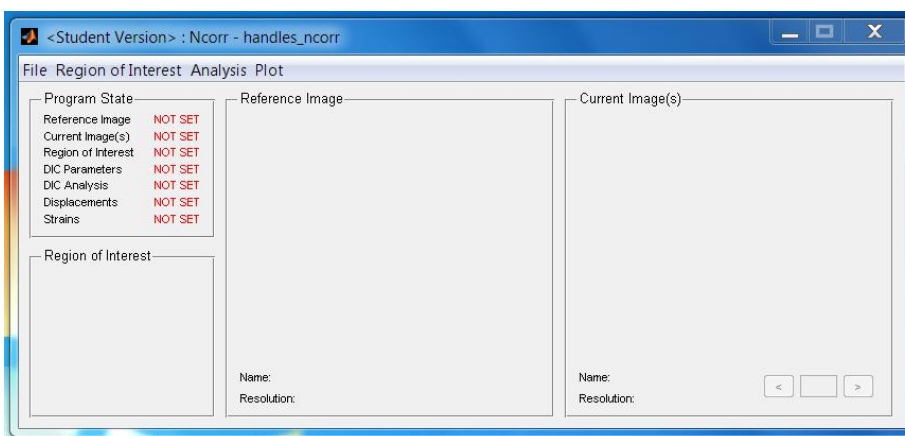 <Student Version> : Ncorr - handles_ncorr
File Region of Interest Analysis Plot
Program State
Reference Image NOT SET
Current Image(s) NOT SET
Region of Interest NOT SET
DIC Parameters NOT SET
DIC Analysis NOT SET
Displacements NOT SET
Strains NOT SET
Region of Interest
Reference Image
Name:
Resolution:
Current Image(s)
Name:
Resolution:
< >